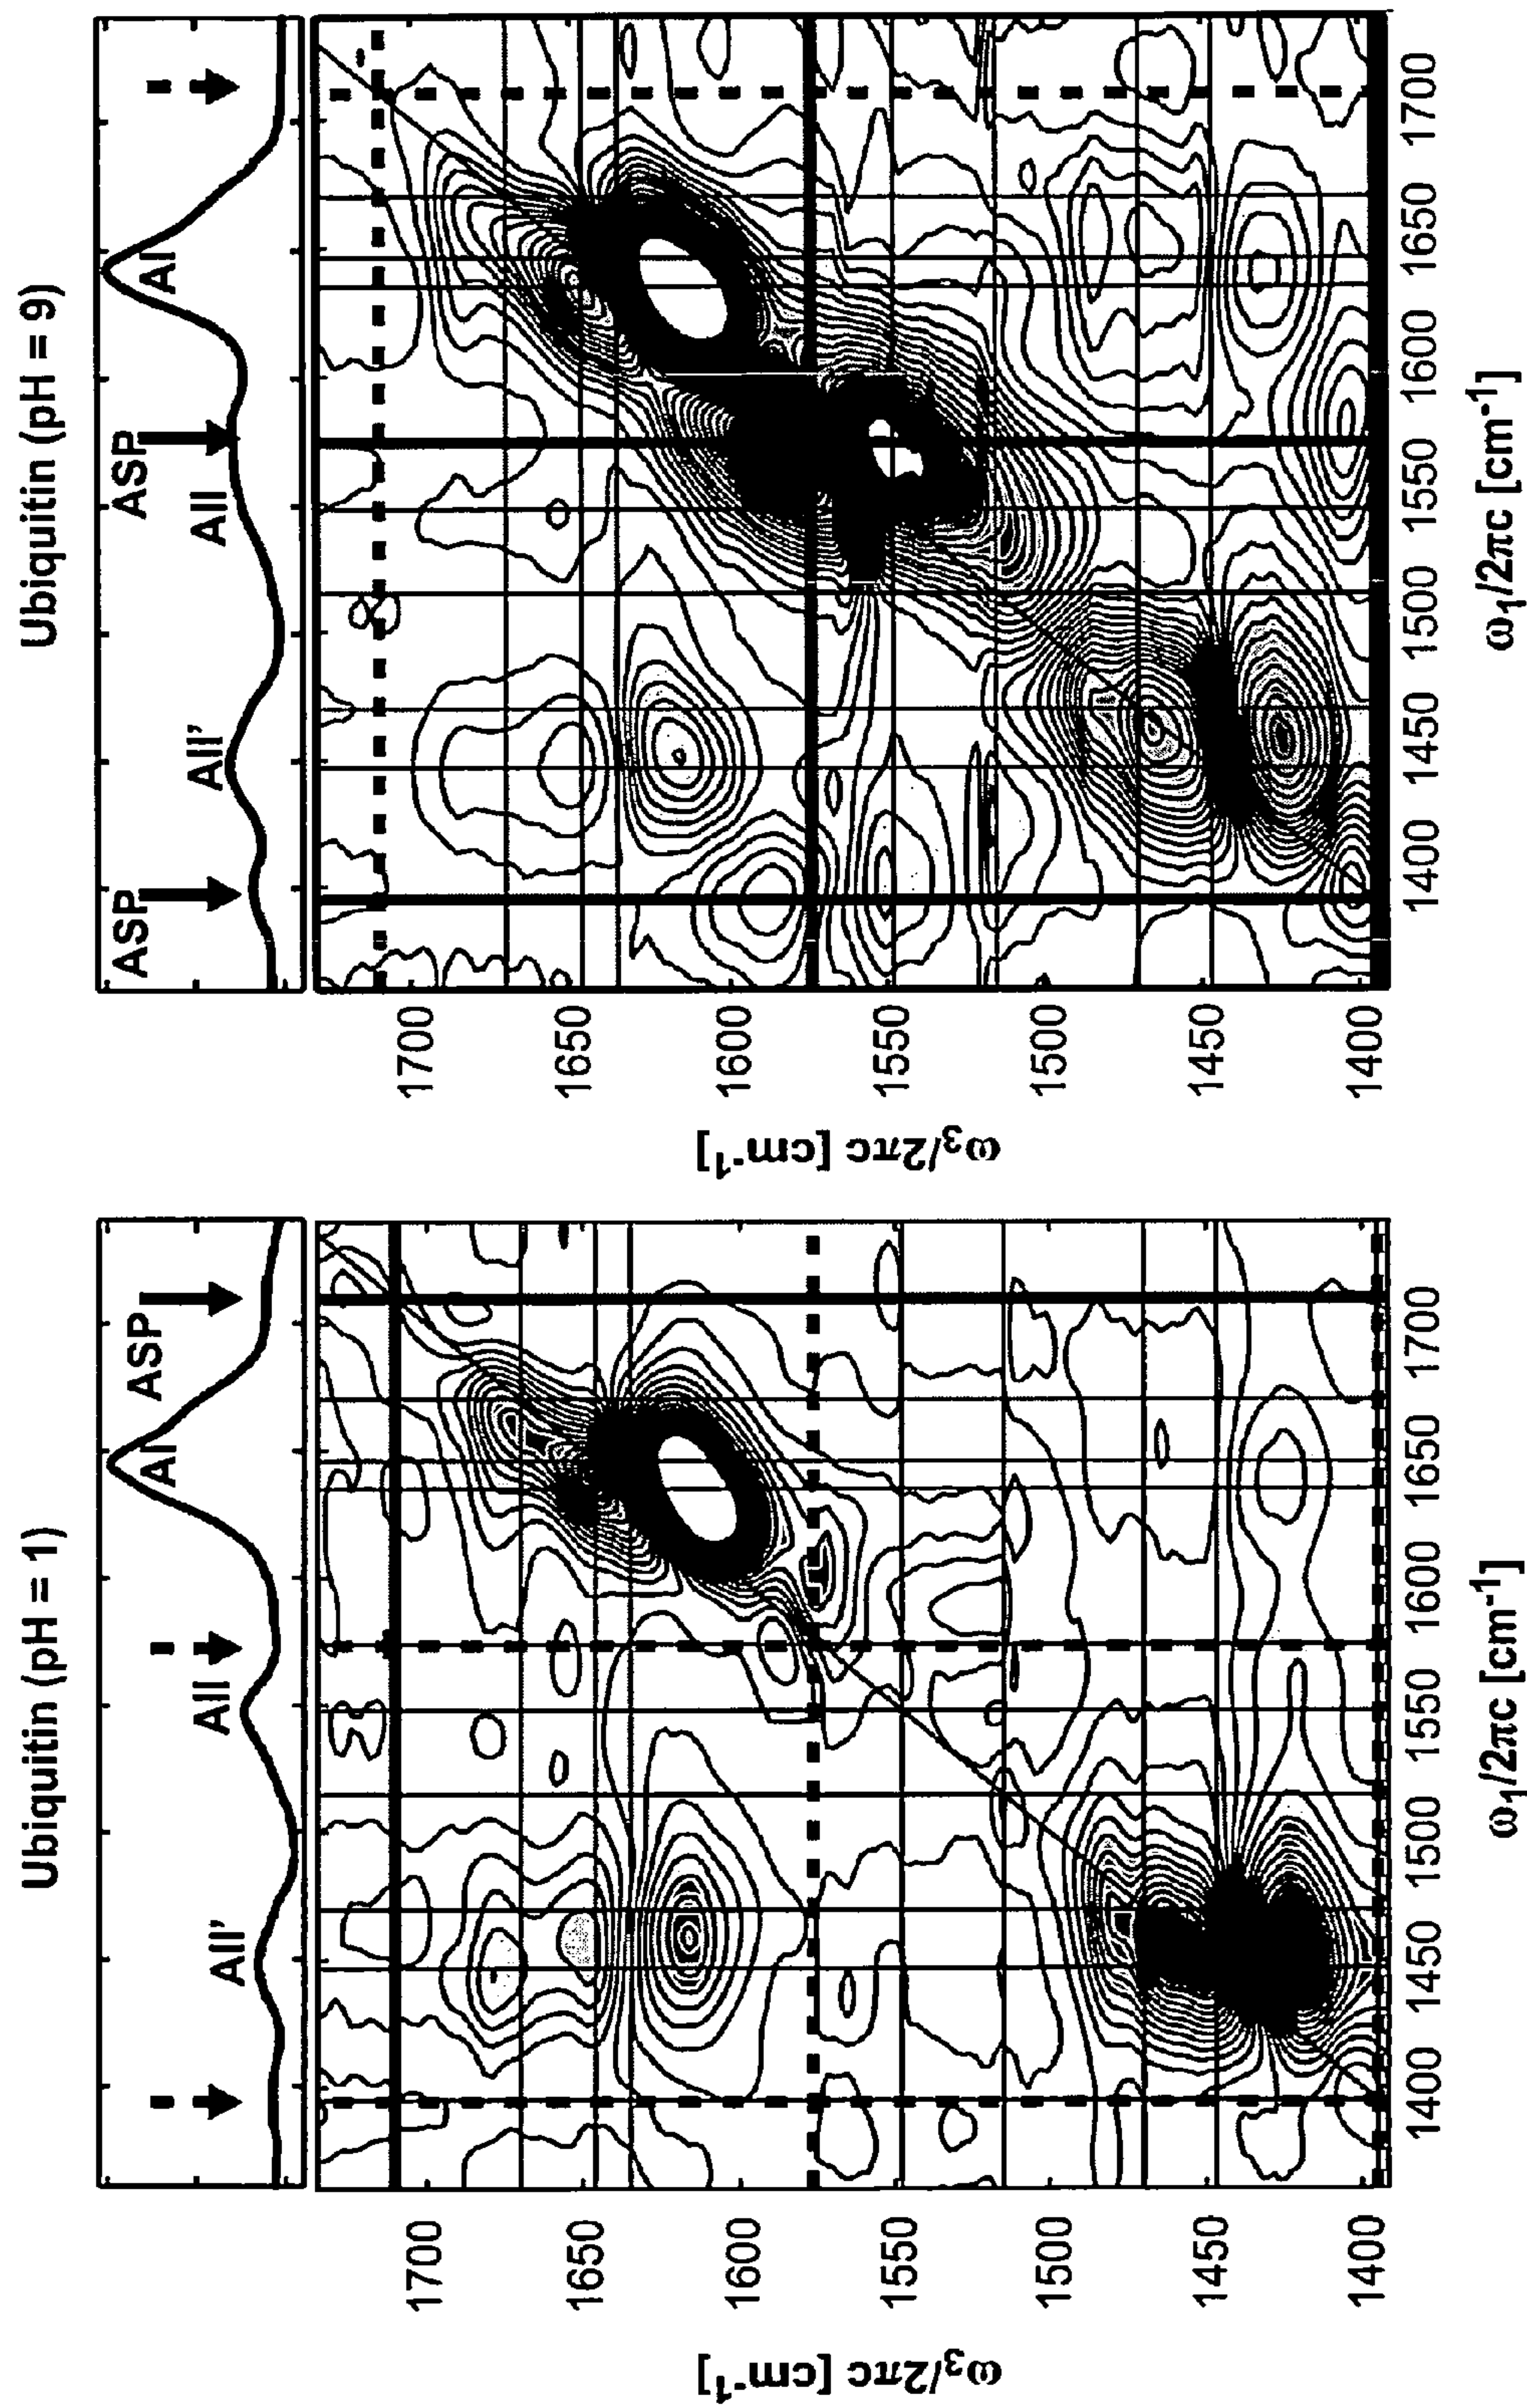 Ubiquitin (pH = 1)
AII'
AII
AI
ASP
1700
1650
1600
1550
1500
1450
1400
ω3/2πc [cm-1]
1400
1450
1500
1550
1600
1650
1700
ω1/2πc [cm-1]
Ubiquitin (pH = 9)
ASP
AII'
AII
ASP
AI
1700
1650
1600
1550
1500
1450
1400
ω3/2πc [cm-1]
1400
1450
1500
1550
1600
1650
1700
ω1/2πc [cm-1]